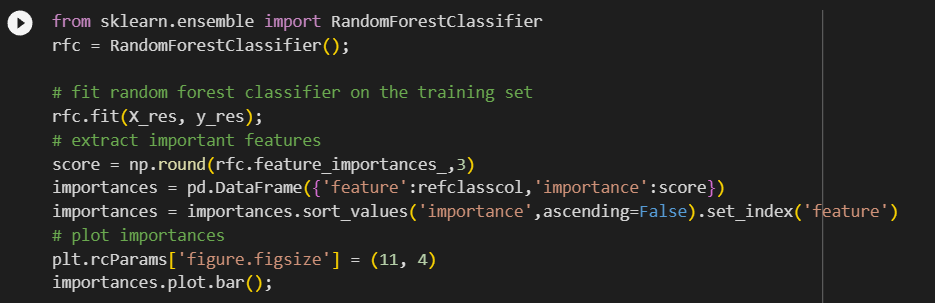 from sklearn.ensemble import RandomForestClassifier
rfc = RandomForestClassifier();
# fit random forest classifier on the training set
rfc.fit(X_res, y_res);
# extract important features
score = np.round(rfc.feature_importances_,3)
importances = pd.DataFrame({'feature':refclasscol,'importance':score})
importances = importances.sort_values('importance',ascending=False).set_index('feature')
# plot importances
plt.rcParams['figure.figsize'] = (11, 4)
importances.plot.bar();